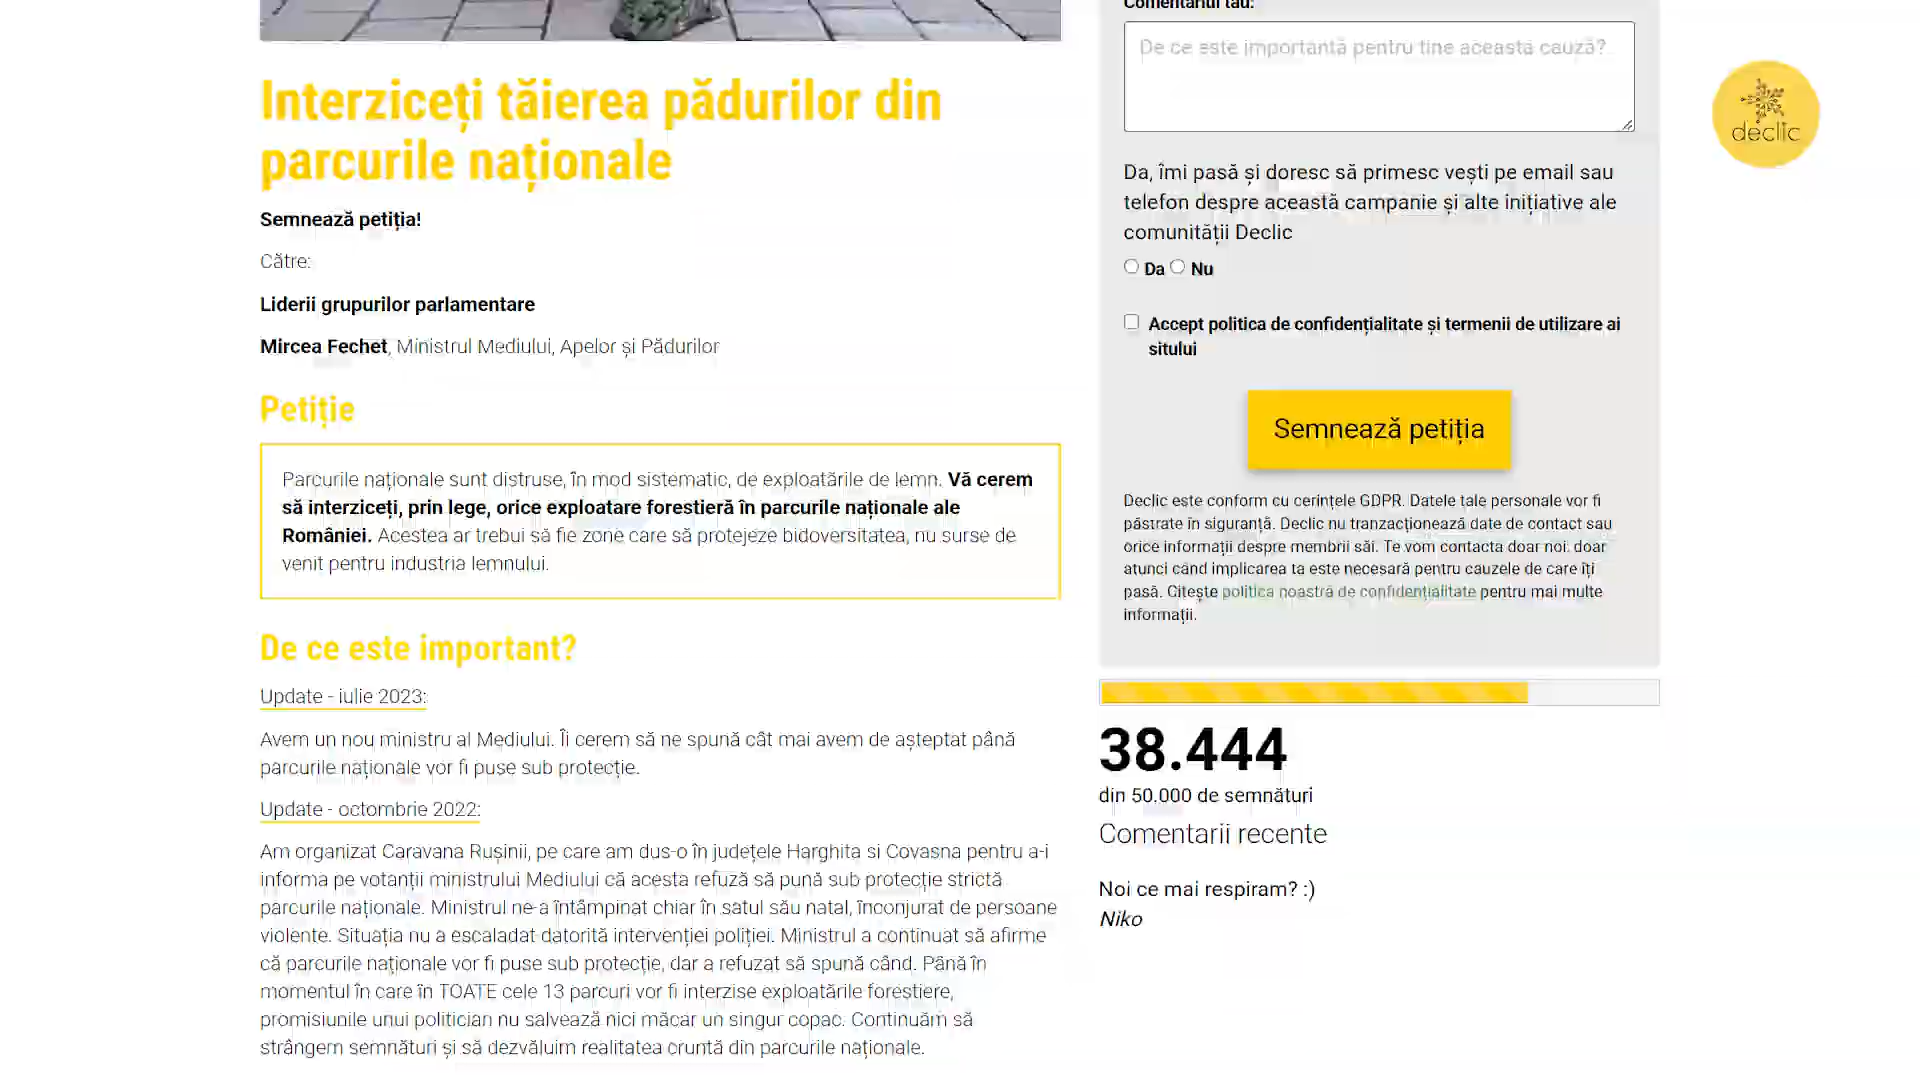 Interziceți tăierea pădurilor din
parcurile naționale
Semnează petiția!
Către:
Liderii grupurilor parlamentare
Mircea Fechet, Ministrul Mediului, Apelor și Pădurilor
Petiție
Parcurile naționale sunt distruse, în mod sistematic, de exploatările de lemn. Vă cerem
să interziceți, prin lege, orice exploatare forestieră în parcurile naționale ale
României. Acestea ar trebui să fie zone care să protejeze bidoversitatea, nu surse de
venit pentru industria lemnului.
De ce este important?
Update - iulie 2023:
Avem un nou ministru al Mediului. Îi cerem să ne spună cât mai avem de așteptat până
parcurile naționale vor fi puse sub protecție.
Update - octombrie 2022:
Am organizat Caravana Rușinii, pe care am dus-o în județele Harghita si Covasna pentru a-i
informa pe votanții ministrului Mediului că acesta refuză să pună sub protecție strictă
parcurile naționale. Ministrul ne-a întâmpinat chiar în satul său natal, înconjurat de persoane
violente. Situația nu a escaladat datorită intervenției poliției. Ministrul a continuat să afirme
că parcurile naționale vor fi puse sub protecție, dar a refuzat să spună când. Până în
momentul în care în TOATE cele 13 parcuri vor fi interzise exploatările forestiere,
promisiunile unui politician nu salvează nici măcar un singur copac. Continuăm să
strângem semnături și să dezvăluim realitatea cruntă din parcurile naționale.
Comentariul tău:
De ce este importantă pentru tine această cauză?
Da, îmi pasă și doresc să primesc vești pe email sau
telefon despre această campanie și alte inițiative ale
comunității Declic
Da Nu
Accept politica de confidențialitate și termenii de utilizare ai
sitului
Semnează petiția
Declic este conform cu cerințele GDPR. Datele tale personale vor fi
păstrate în siguranță. Declic nu tranzacționează date de contact sau
orice informații despre membrii săi. Te vom contacta doar noi, doar
atunci când implicarea ta este necesară pentru cauzele de care îți
pasă. Citește politica noastră de confidențialitate pentru mai multe
informații.
38.444
din 50.000 de semnături
Comentarii recente
Noi ce mai respiram? :)
Niko
declic